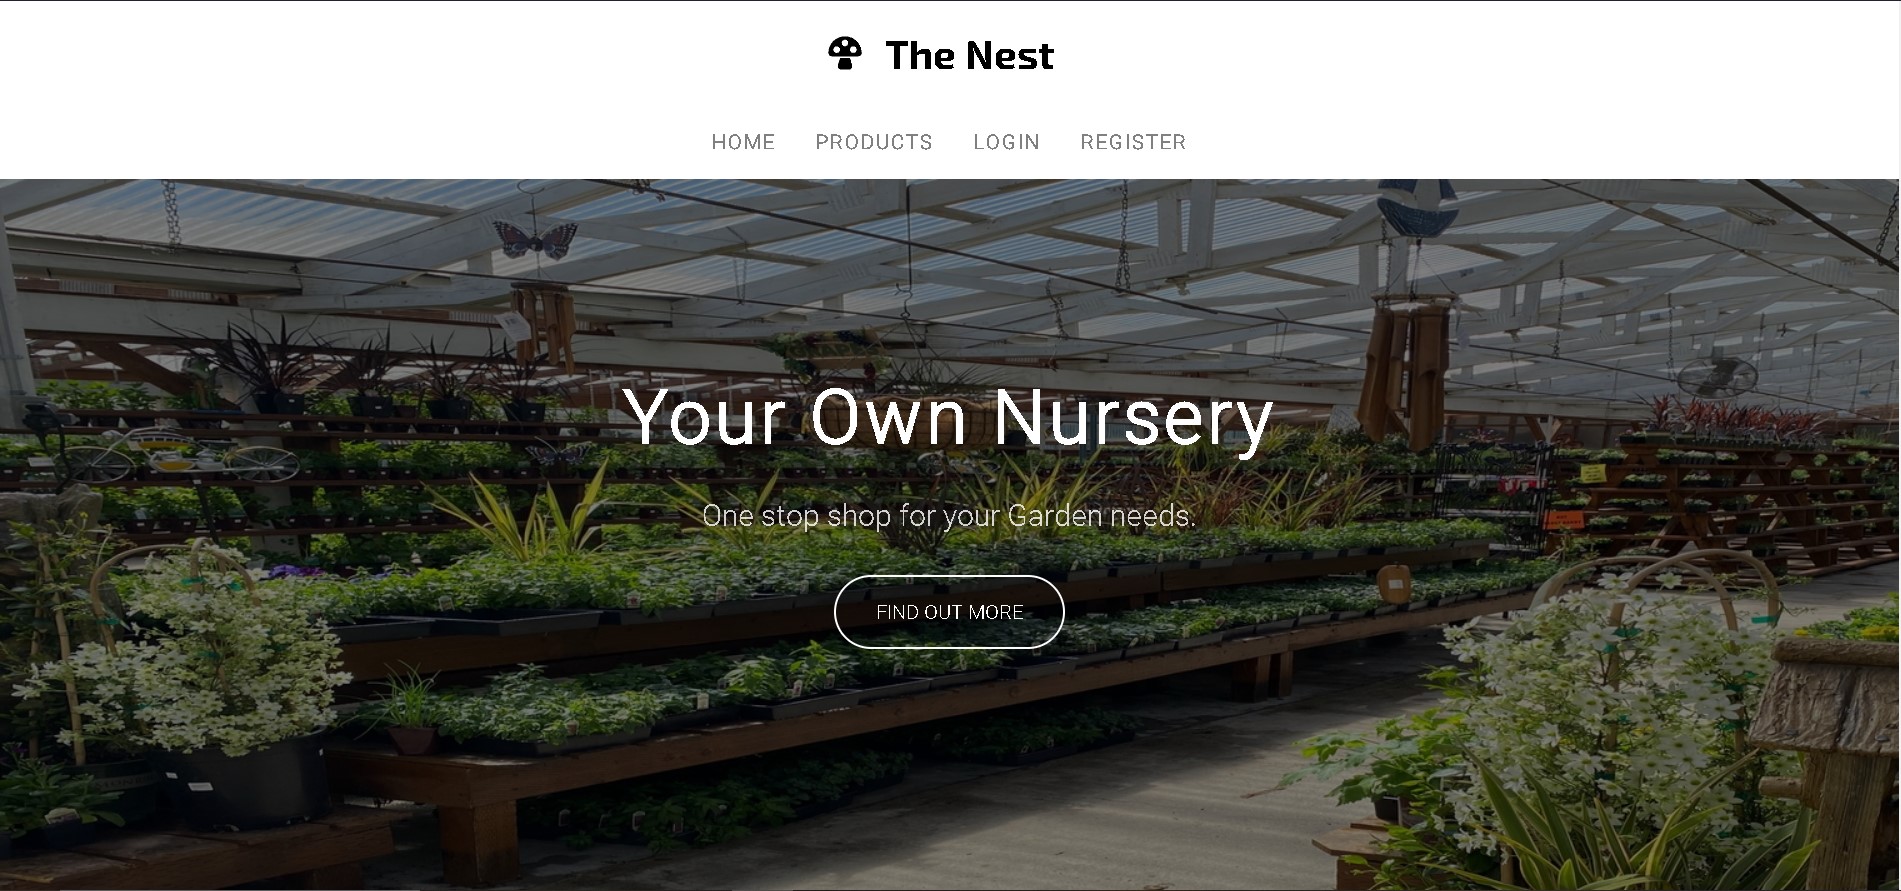 The Nest
HOME PRODUCTS LOGIN REGISTER
Your Own Nursery
One stop shop for your Garden needs.
FIND OUT MORE